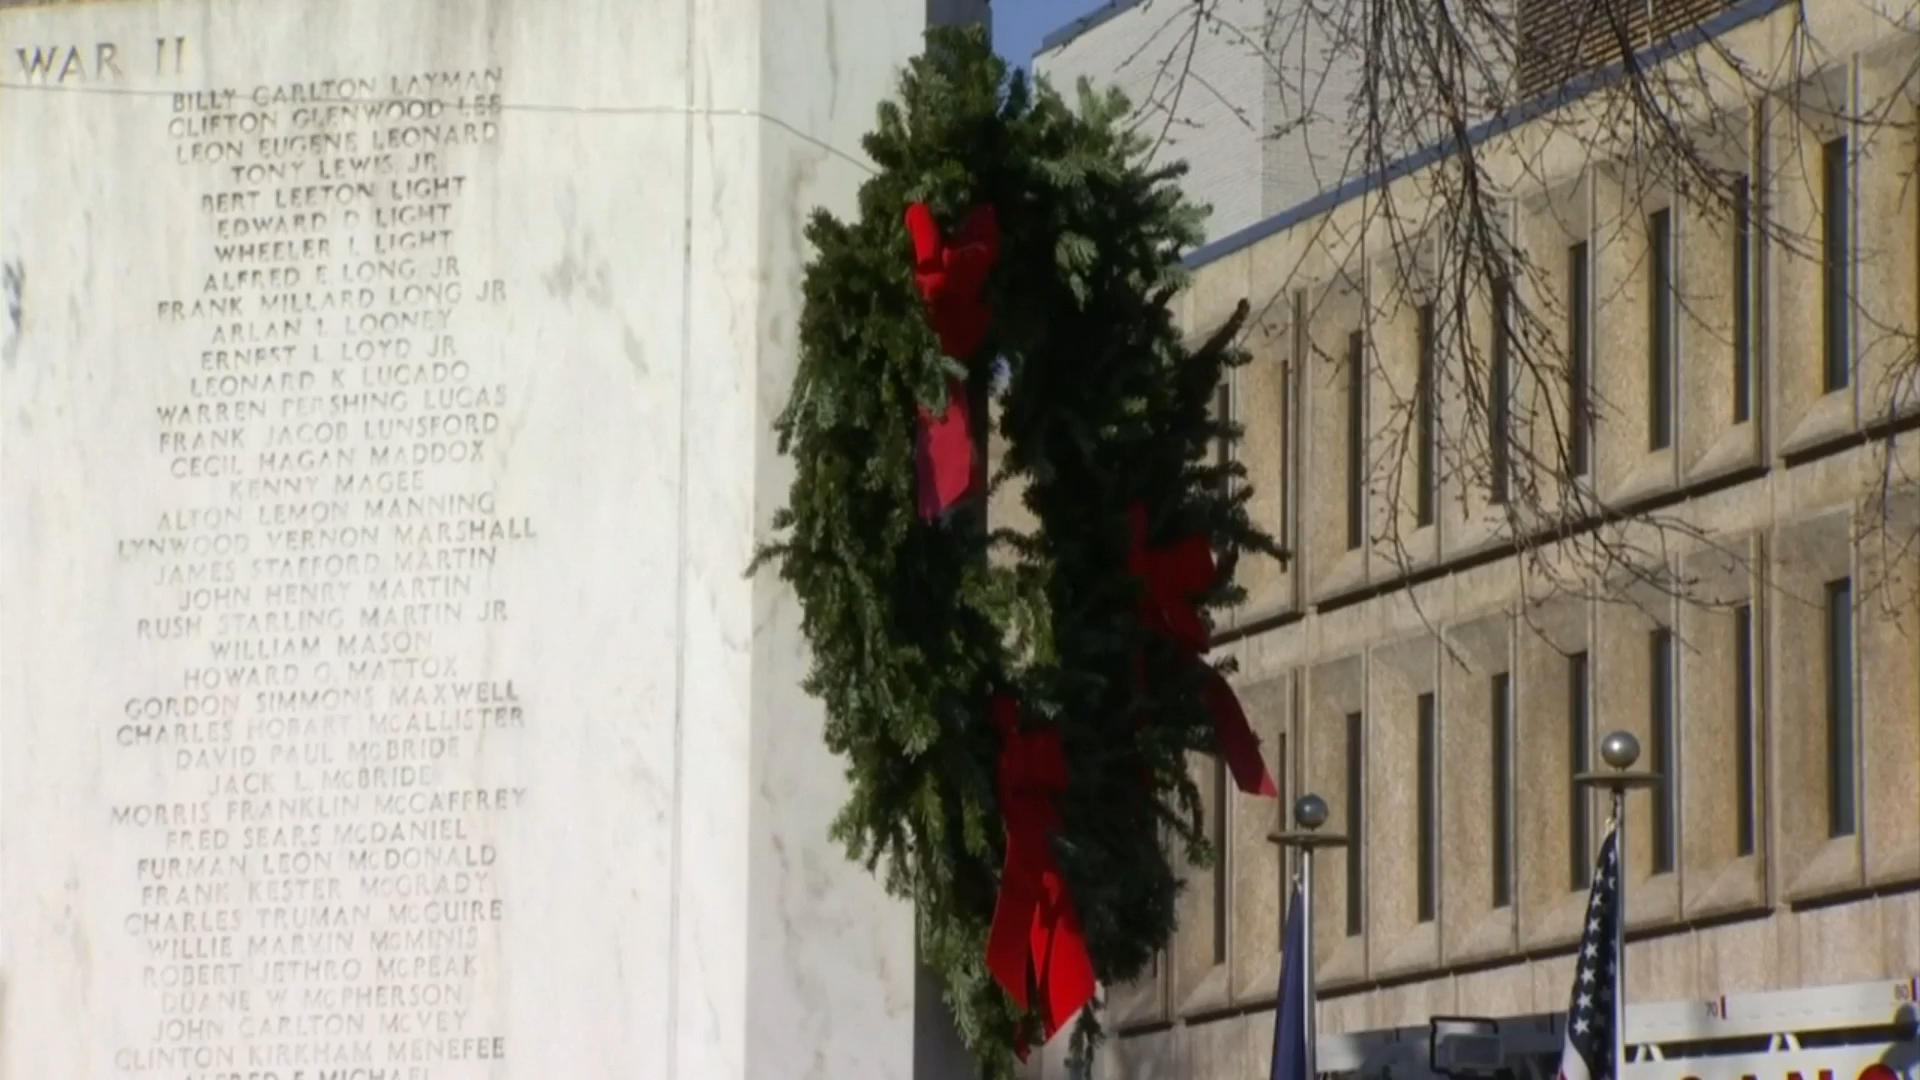 WAR II
BILLY CARLTON LAYMAN
CLIFTON GLENWOOD LEE
LEON EUGENE LEONARD
TONY LEWIS JR
BERT LEETON LIGHT
EDWARD D LIGHT
WHEELER L LIGHT
ALFRED E LONG JR
FRANK MILLARD LONG JR
ARLAN L LOONEY
ERNEST L LOYD JR
LEONARD K LUCADO
WARREN PERSHING LUCAS
FRANK JACOB LUNSFORD
CECIL HAGAN MADDOX
KENNY MAGEE
ALTON LEMON MANNING
LYNWOOD VERNON MARSHALL
JAMES STAFFORD MARTIN
JOHN HENRY MARTIN
RUSH STARLING MARTIN JR
WILLIAM MASON
HOWARD O MATTOX
GORDON SIMMONS MAXWELL
CHARLES HOBART MCALLISTER
DAVID PAUL MCBRIDE
JACK L MCBRIDE
MORRIS FRANKLIN MCCAFFREY
FRED SEARS MCDANIEL
FURMAN LEON MCDONALD
FRANK KESTER MCGRADY
CHARLES TRUMAN MCGUIRE
WILLIE MARVIN MCMINIS
ROBERT JETHRO MCPEAK
DUANE W MCPHERSON
JOHN CARLTON MCVEY
CLINTON KIRKHAM MENEFEE
ALFRED F MICHAEL
70
80